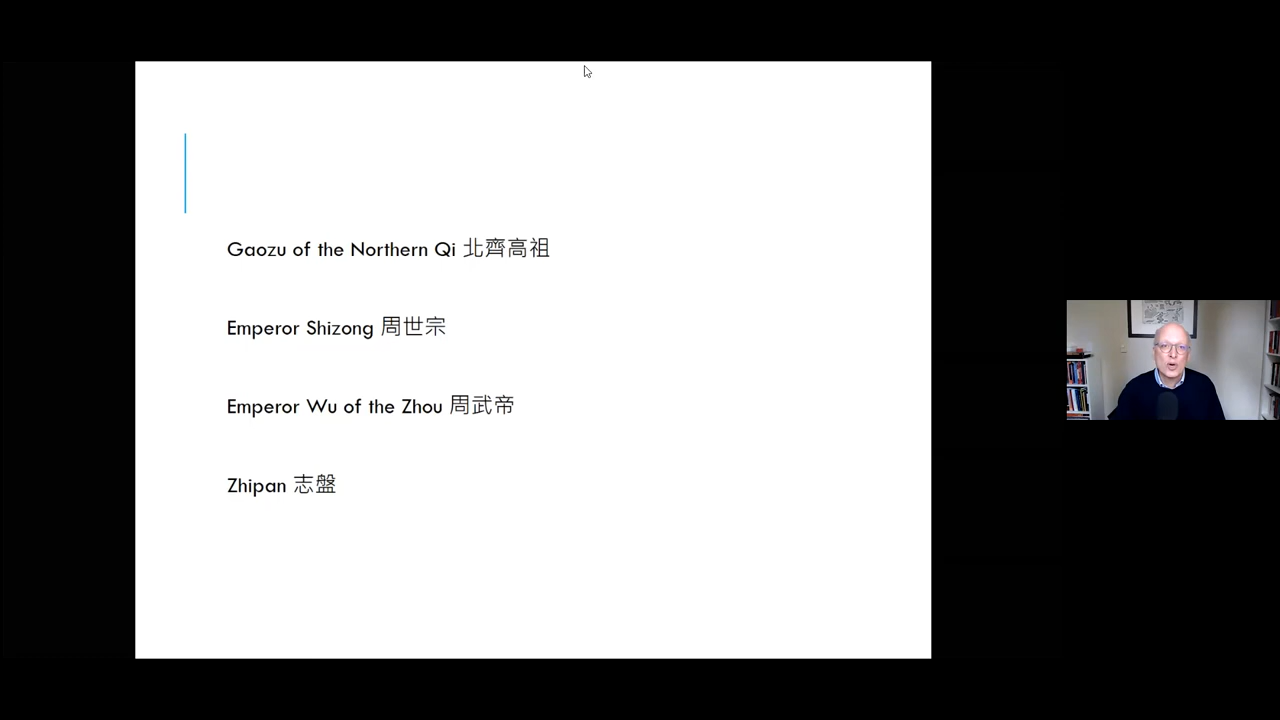 Gaozu of the Northern Qi 北齊高祖
Emperor Shizong 周世宗
Emperor Wu of the Zhou 周武帝
Zhipan 志盤